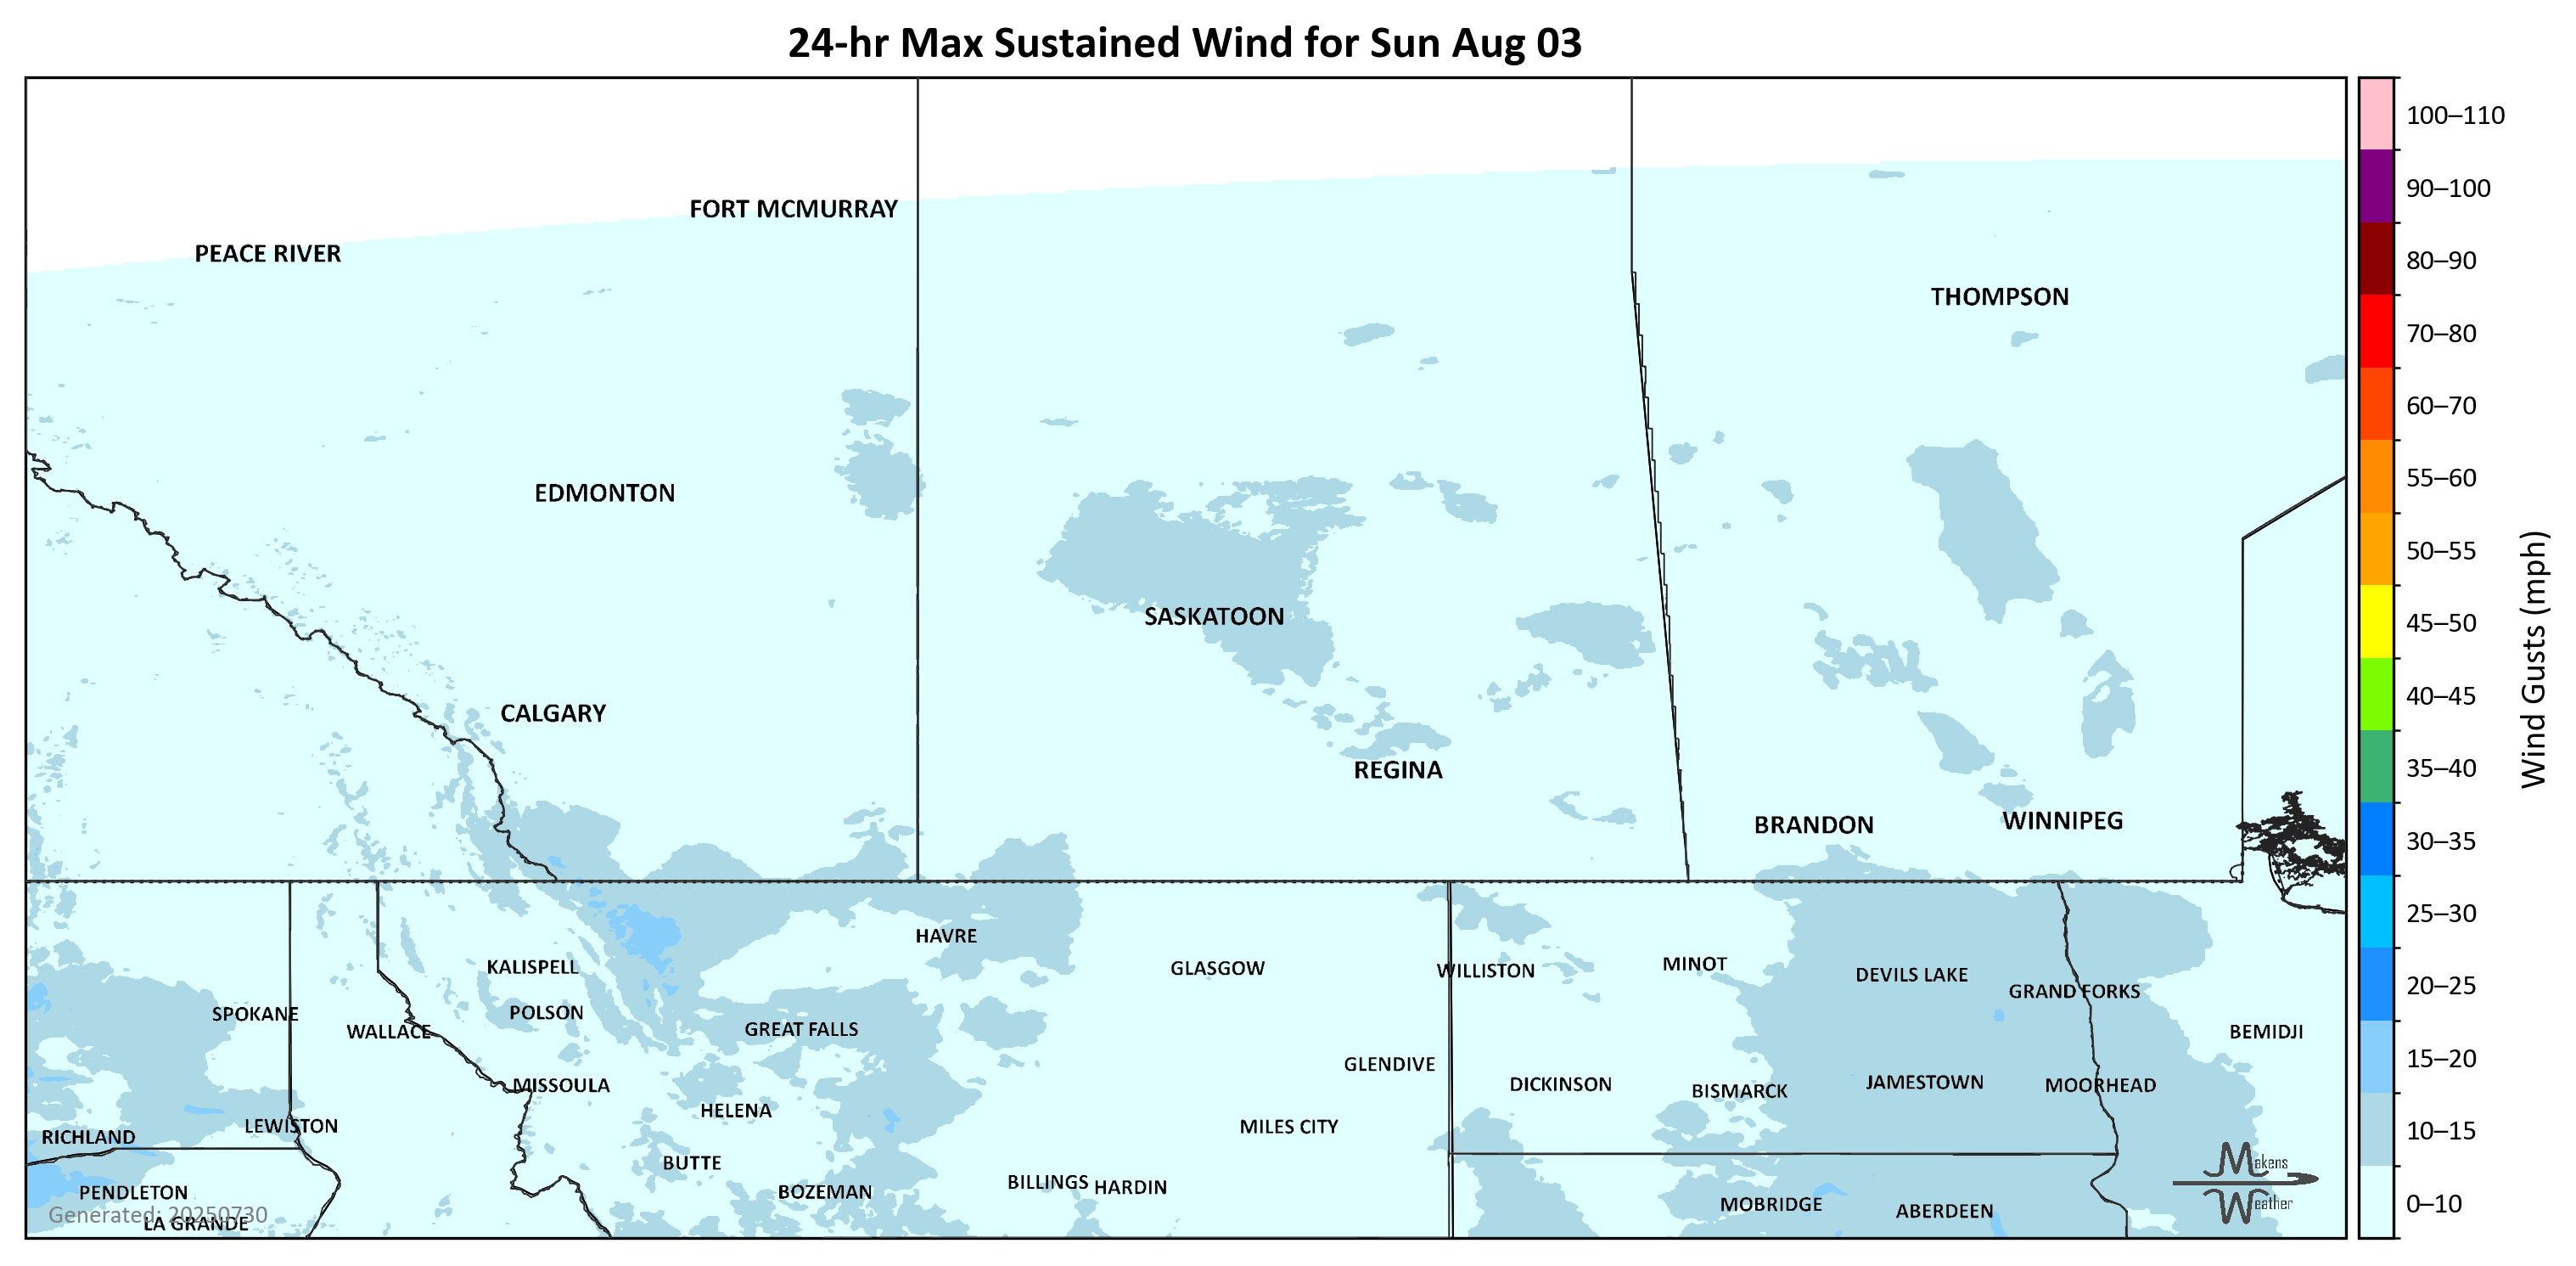 24-hr Max Sustained Wind for Sun Aug 03
FORT MCMURRAY
PEACE RIVER
THOMPSON
EDMONTON
SASKATOON
CALGARY
REGINA
BRANDON
WINNIPEG
HAVRE
KALISPELL
GLASGOW
WILLISTON
MINOT
DEVILS LAKE
GRAND FORKS
SPOKANE
POLSON
WALLACE
GREAT FALLS
BEMIDJI
GLENDIVE
MISSOULA
DICKINSON
BISMARCK
JAMESTOWN
MOORHEAD
HELENA
LEWISTON
MILES CITY
RICHLAND
BUTTE
PENDLETON
BOZEMAN
BILLINGS
HARDIN
MOBRIDGE
ABERDEEN
LA GRANDE
Generated: 20250730
Makens
Weather
100–110
90–100
80–90
70–80
60–70
55–60
50–55
45–50
40–45
35–40
30–35
25–30
20–25
15–20
10–15
0–10
Wind Gusts (mph)